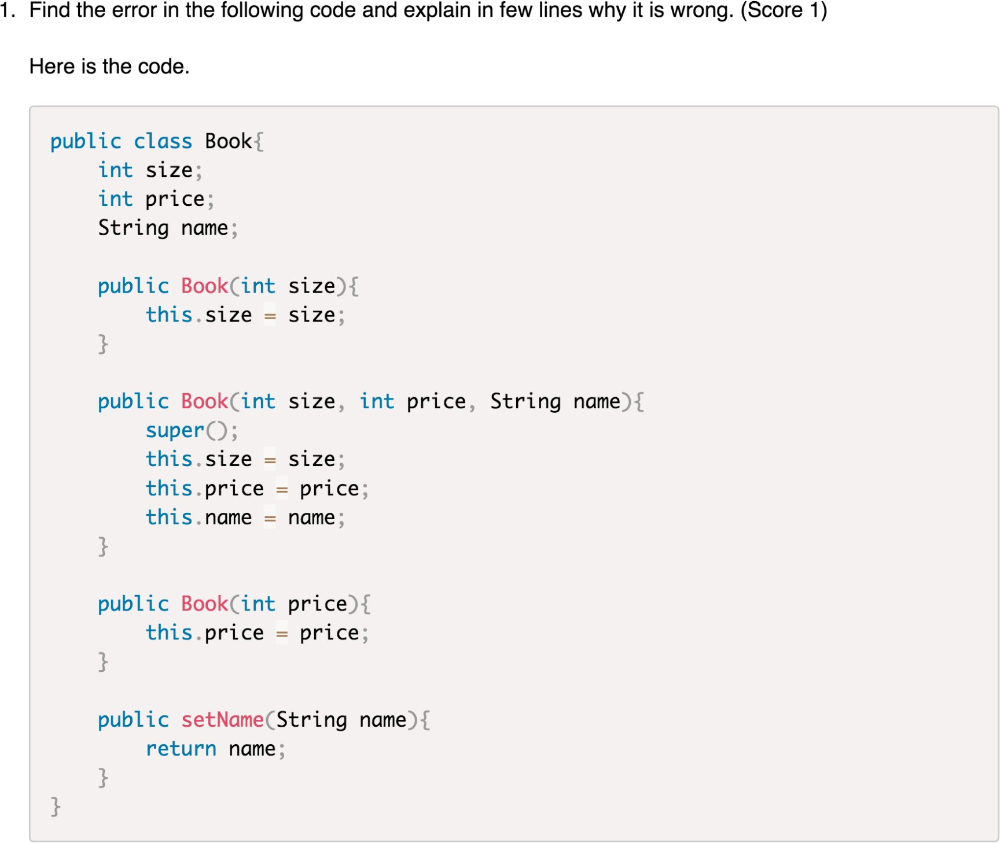 1. Find the error in the following code and explain in few lines why it is wrong. (Score 1)
Here is the code.
public class Book{
    int size;
    int price;
    String name;
    public Book(int size){
        this.size = size;
    }
    public Book(int size, int price, String name){
        super();
        this.size = size;
        this.price = price;
        this.name = name;
    }
    public Book(int price){
        this.price = price;
    }
    public setName(String name){
        return name;
    }
}